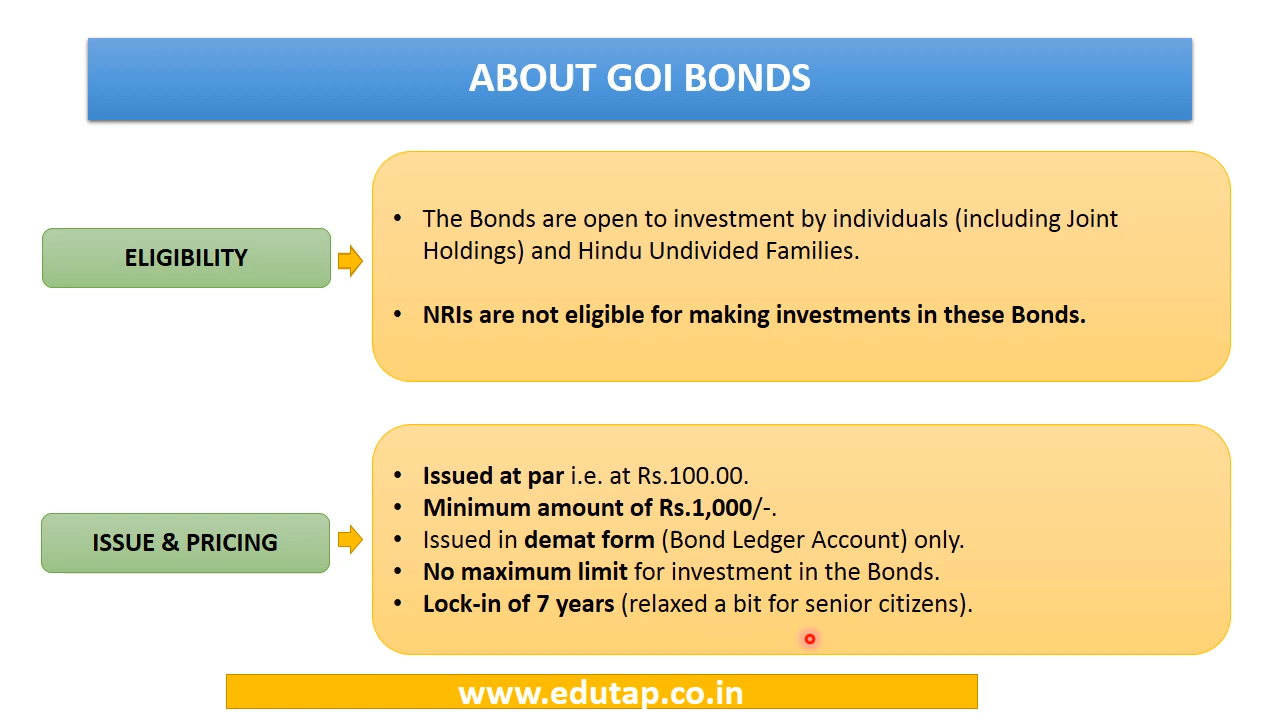 ABOUT GOI BONDS
ELIGIBILITY
• The Bonds are open to investment by individuals (including Joint
Holdings) and Hindu Undivided Families.
• NRIs are not eligible for making investments in these Bonds.
ISSUE & PRICING
• Issued at par i.e. at Rs.100.00.
• Minimum amount of Rs.1,000/-.
• Issued in demat form (Bond Ledger Account) only.
• No maximum limit for investment in the Bonds.
• Lock-in of 7 years (relaxed a bit for senior citizens).
www.edutap.co.in